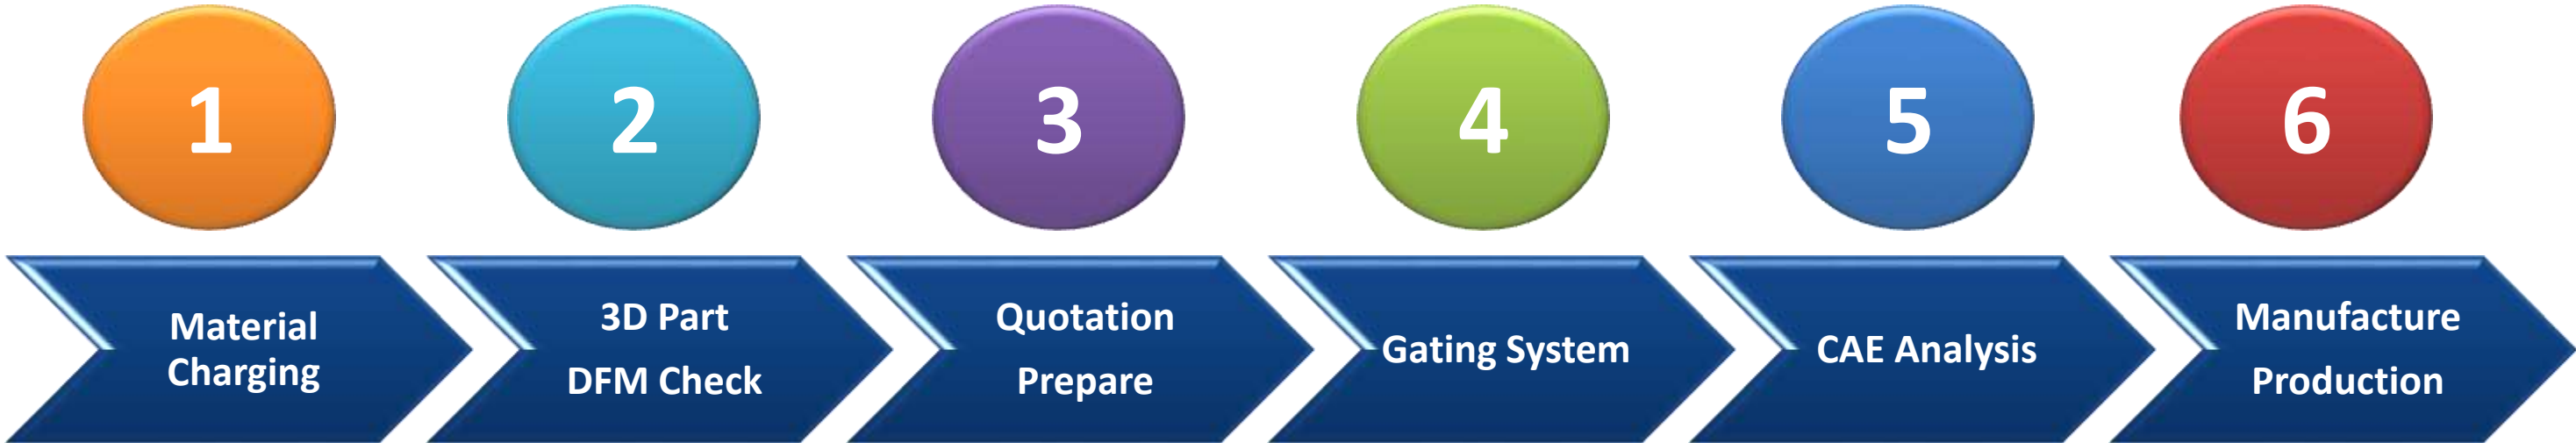 1
2
3
4
5
6
Material
Charging
3D Part
DFM Check
Quotation
Prepare
Gating System
CAE Analysis
Manufacture
Production